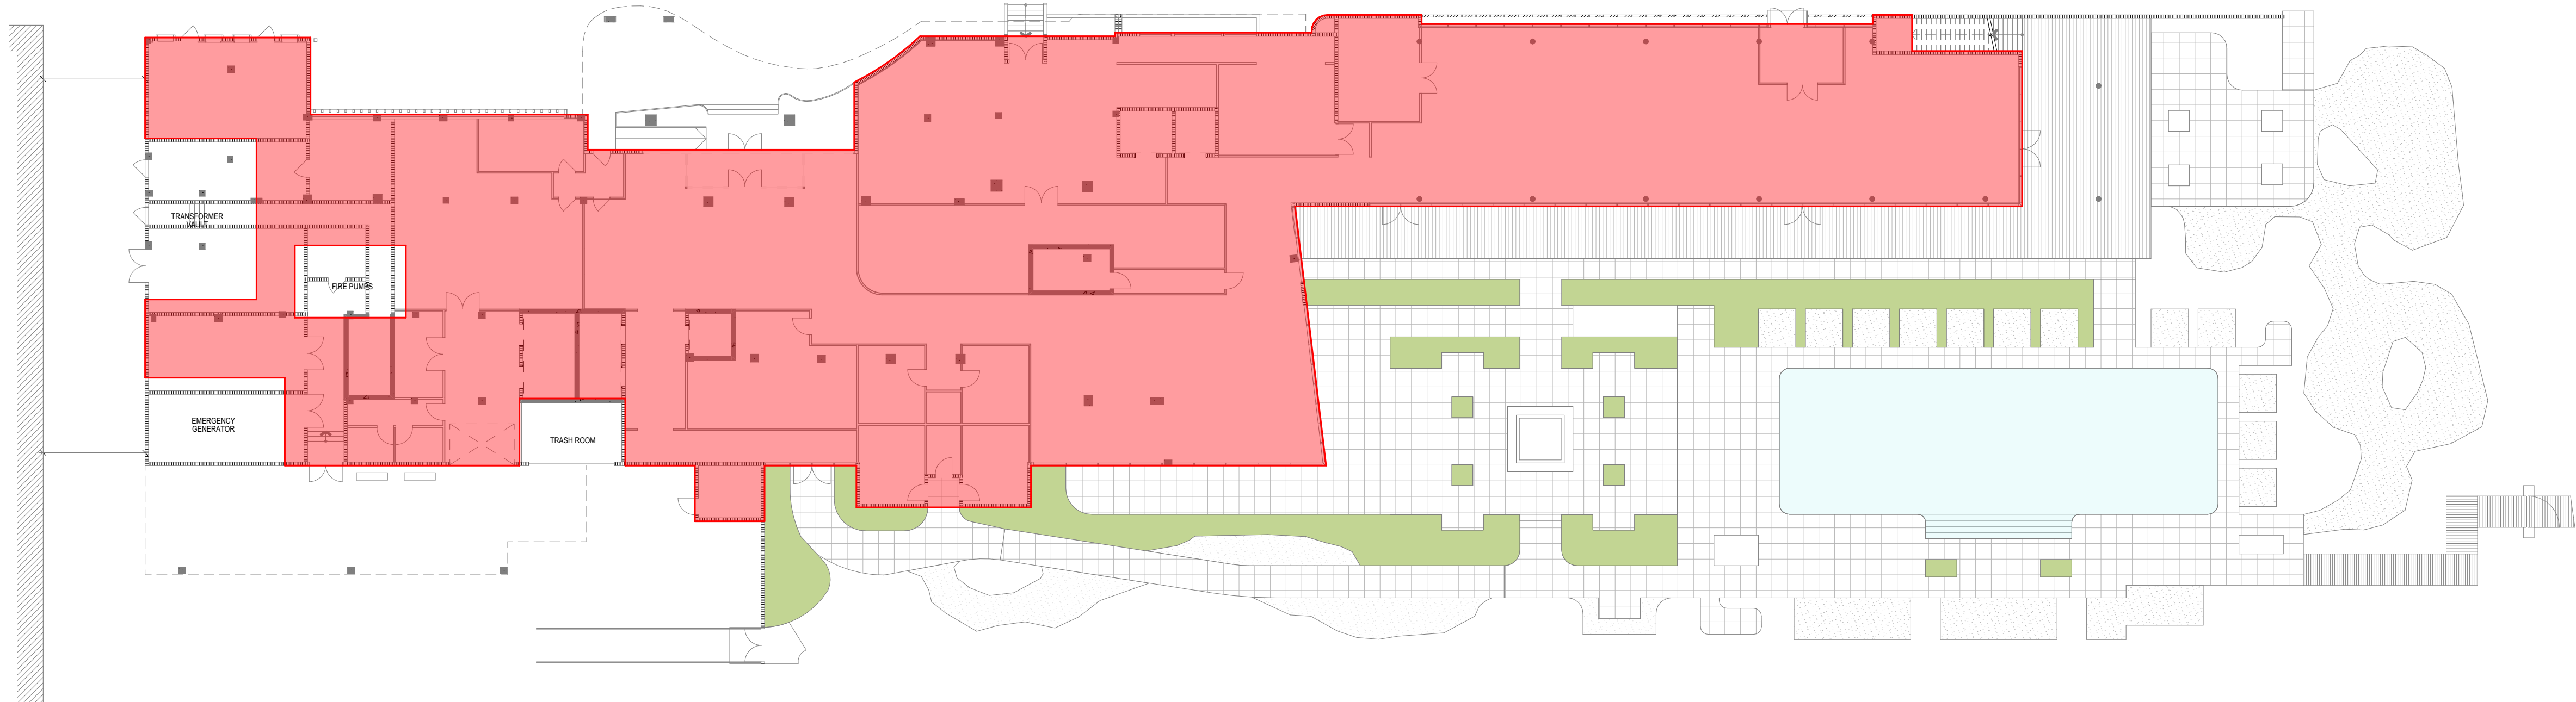 TRANSFORMER
VAULT
FIRE PUMPS
EMERGENCY
GENERATOR
TRASH ROOM